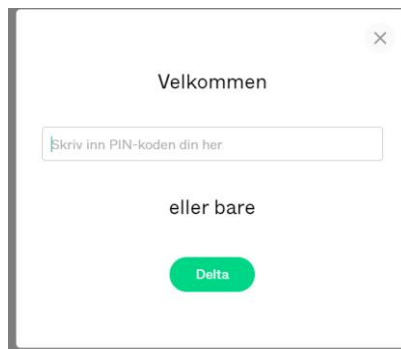 Velkommen
Skriv inn PIN-koden din her
eller bare
Delta